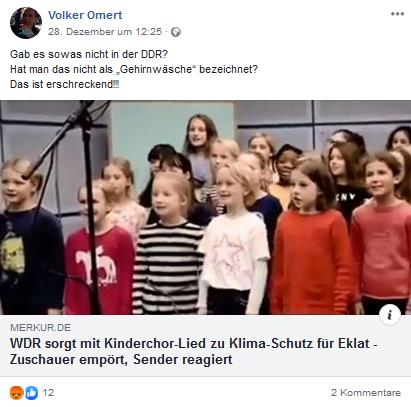 Volker Omert
28. Dezember um 12:25 ·
Gab es sowas nicht in der DDR?
Hat man das nicht als „Gehirnwäsche“ bezeichnet?
Das ist erschreckend!!!
MERKUR.DE
WDR sorgt mit Kinderchor-Lied zu Klima-Schutz für Eklat -
Zuschauer empört, Sender reagiert
12
2 Kommentare